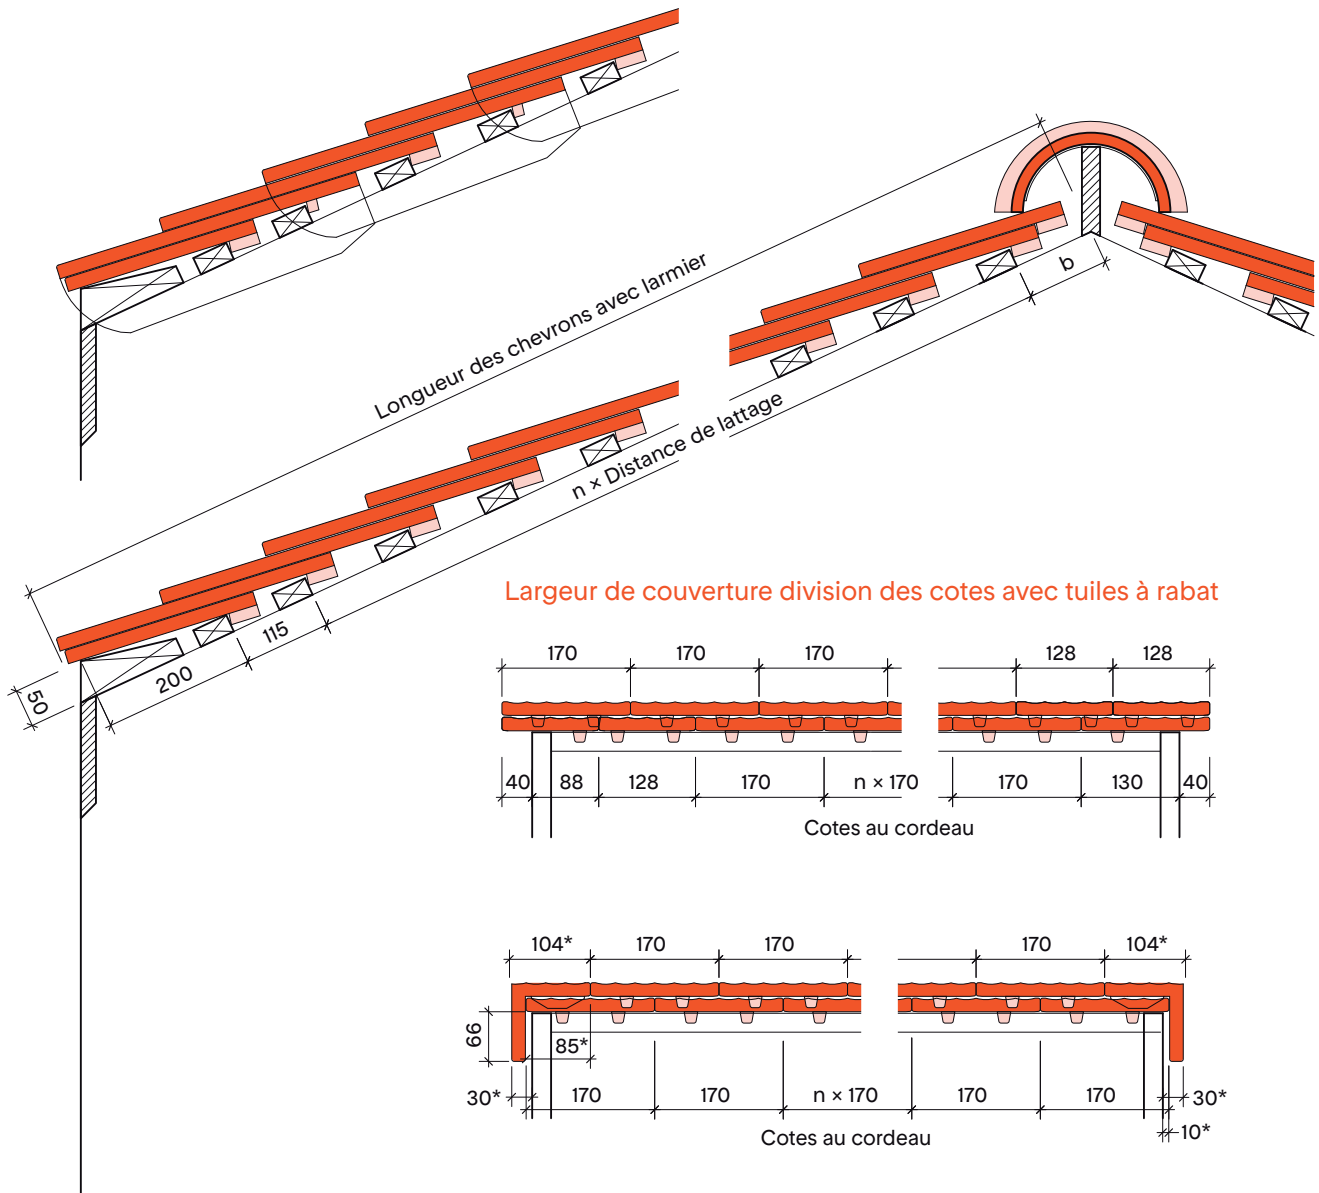 Longueur des chevrons avec larmier
b
n × Distance de lattage
50
200
115
Largeur de couverture division des cotes avec tuiles à rabat
170 170 170 128 128
40 88 128 170 n × 170 170 130 40
Cotes au cordeau
104* 170 170 170 104*
66
85*
30* 170 170 n × 170 170 170 30*
10*
Cotes au cordeau